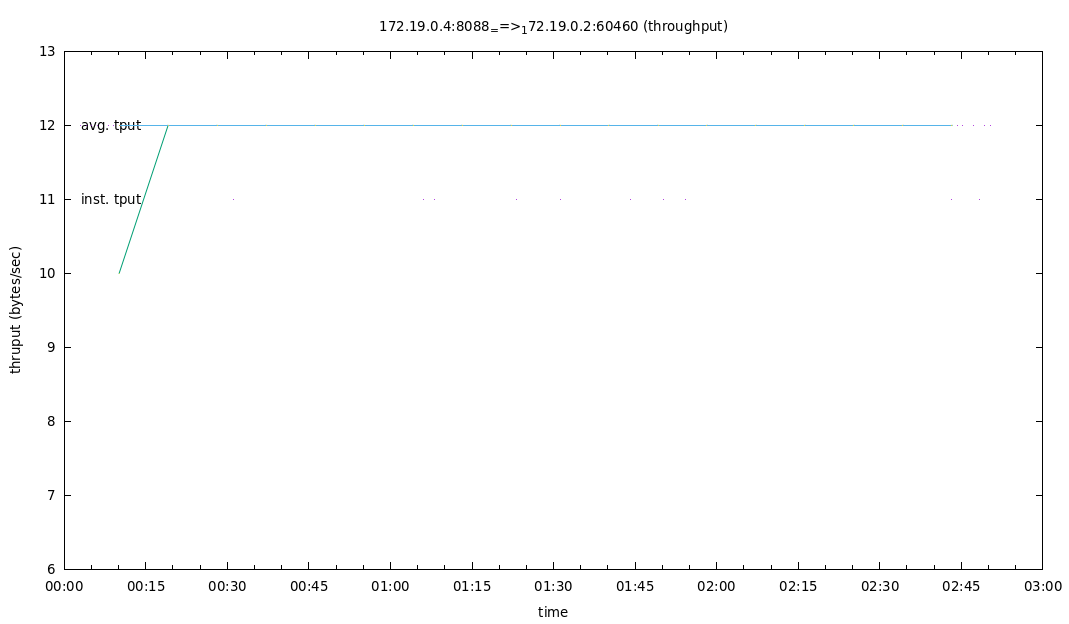 172.19.0.4:8088=​=>172.19.0.2:60460 (throughput)
13
12
11
10
9
8
7
6
avg. tput
inst. tput
thruput (bytes/sec)
00:00 00:15 00:30 00:45 01:00 01:15 01:30 01:45 02:00 02:15 02:30 02:45 03:00
time